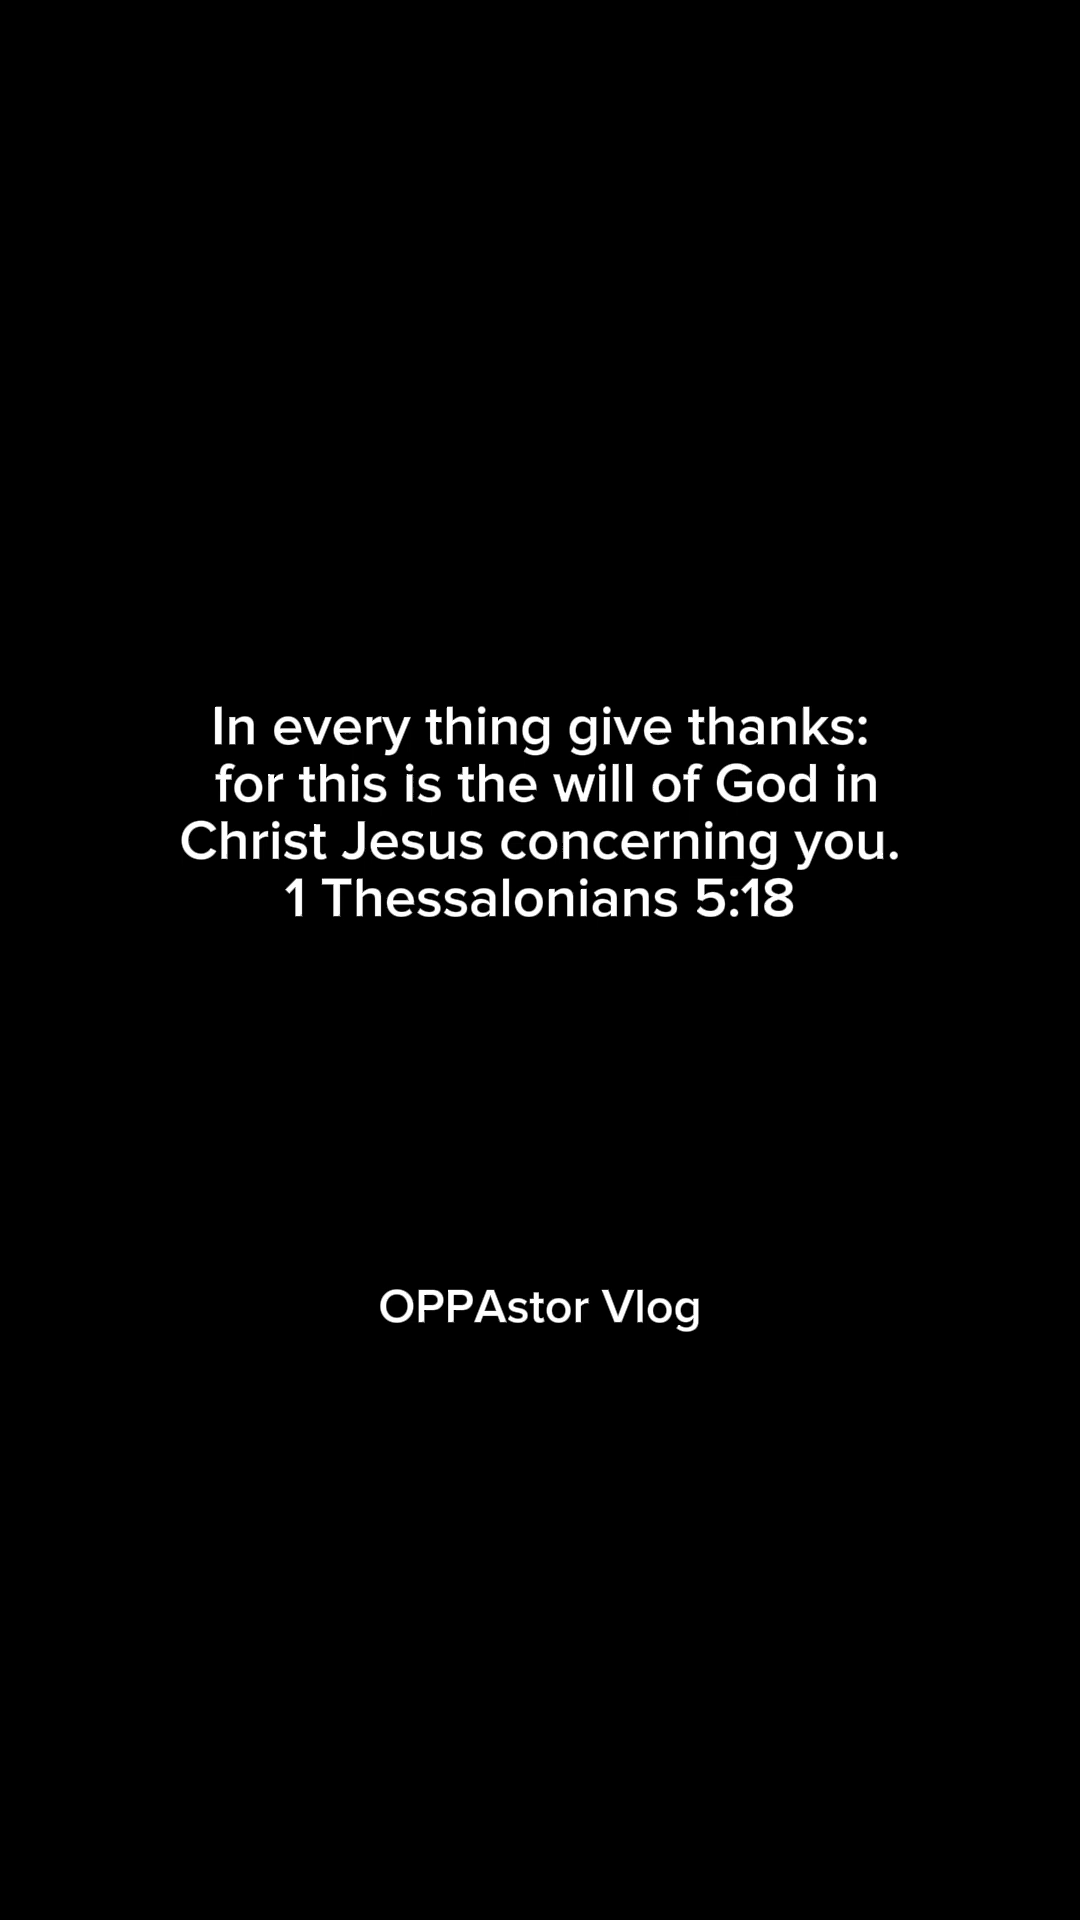 In every thing give thanks:
for this is the will of God in
Christ Jesus concerning you.
1 Thessalonians 5:18
OPPAstor Vlog